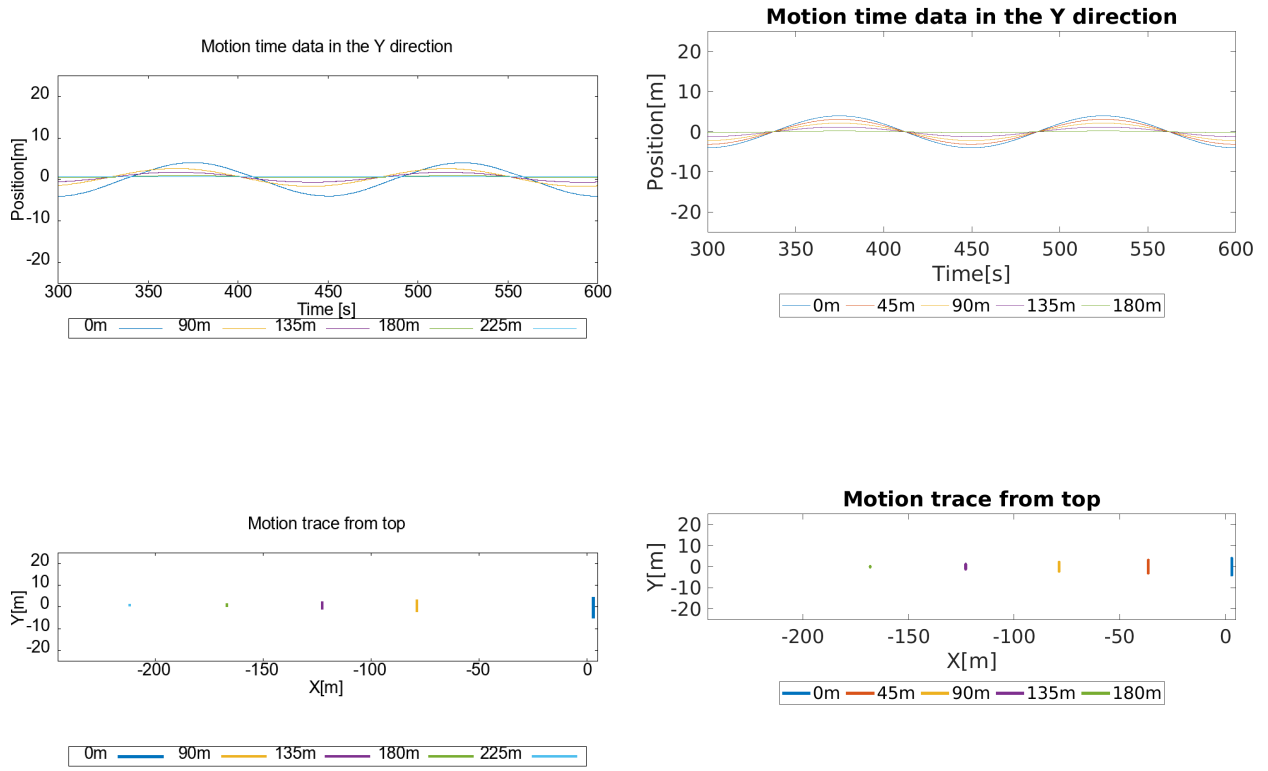 Motion time data in the Y direction
20
10
0
-10
-20
Position[m]
300 350 400 450 500 550 600
Time [s]
0m 90m 135m 180m 225m
Motion time data in the Y direction
20
10
0
-10
-20
Position[m]
300 350 400 450 500 550 600
Time[s]
0m 45m 90m 135m 180m
Motion trace from top
20
10
0
-10
-20
Y[m]
-200 -150 -100 -50 0
X[m]
0m 90m 135m 180m 225m
Motion trace from top
20
10
0
-10
-20
Y[m]
-200 -150 -100 -50 0
X[m]
0m 45m 90m 135m 180m